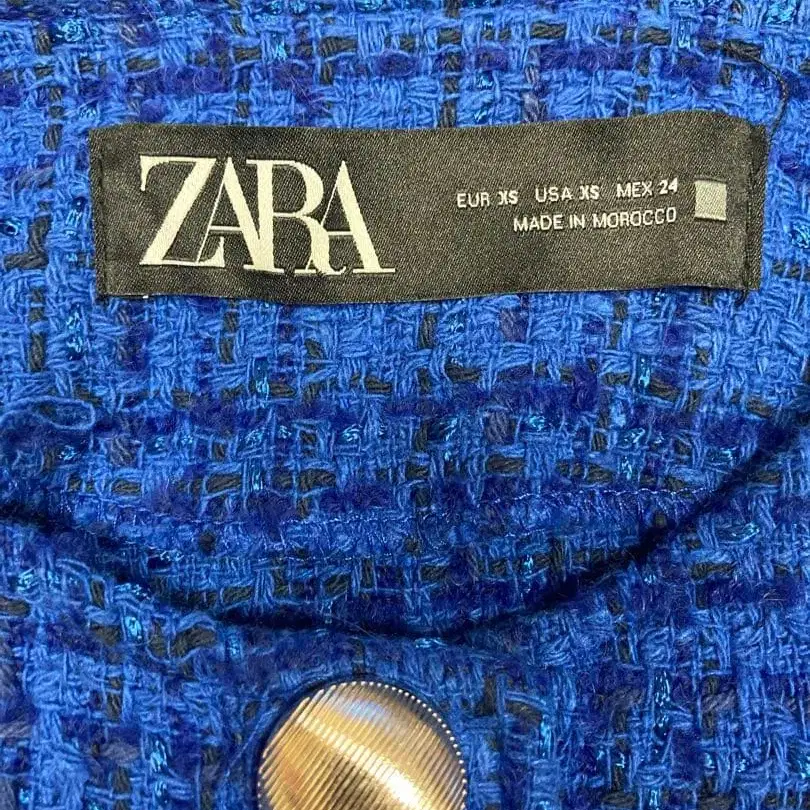 ZARA
EUR XS USA XS MEX 24
MADE IN MOROCCO